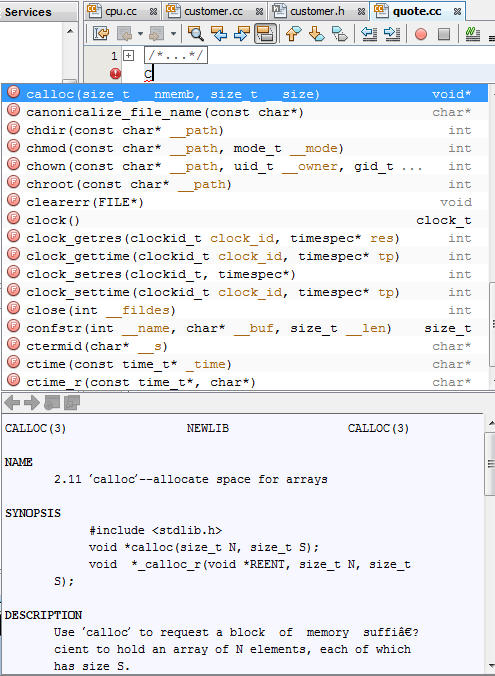 Services
cpu.cc
customer.cc
customer.h
quote.cc
1 /*...*/
C
calloc(size_t __nmemb, size_t __size) void*
canonicalize_file_name(const char*) char*
chdir(const char* __path) int
chmod(const char* __path, mode_t __mode) int
chown(const char* __path, uid_t __owner, gid_t ... int
chroot(const char* __path) int
clearerr(FILE*) void
clock() clock_t
clock_getres(clockid_t clock_id, timespec* res) int
clock_gettime(clockid_t clock_id, timespec* tp) int
clock_setres(clockid_t, timespec*) int
clock_settime(clockid_t clock_id, timespec* tp) int
close(int __fildes) int
confstr(int __name, char* __buf, size_t __len) size_t
ctermid(char* __s) char*
ctime(const time_t* _time) char*
ctime_r(const time_t*, char*) char*
CALLOC(3) NEWLIB CALLOC(3)
NAME
2.11 ‘calloc’--allocate space for arrays
SYNOPSIS
#include <stdlib.h>
void *calloc(size_t N, size_t S);
void *_calloc_r(void *REENT, size_t N, size_t
S);
DESCRIPTION
Use ‘calloc’ to request a block of memory suffiâ€?
cient to hold an array of N elements, each of which
has size S.